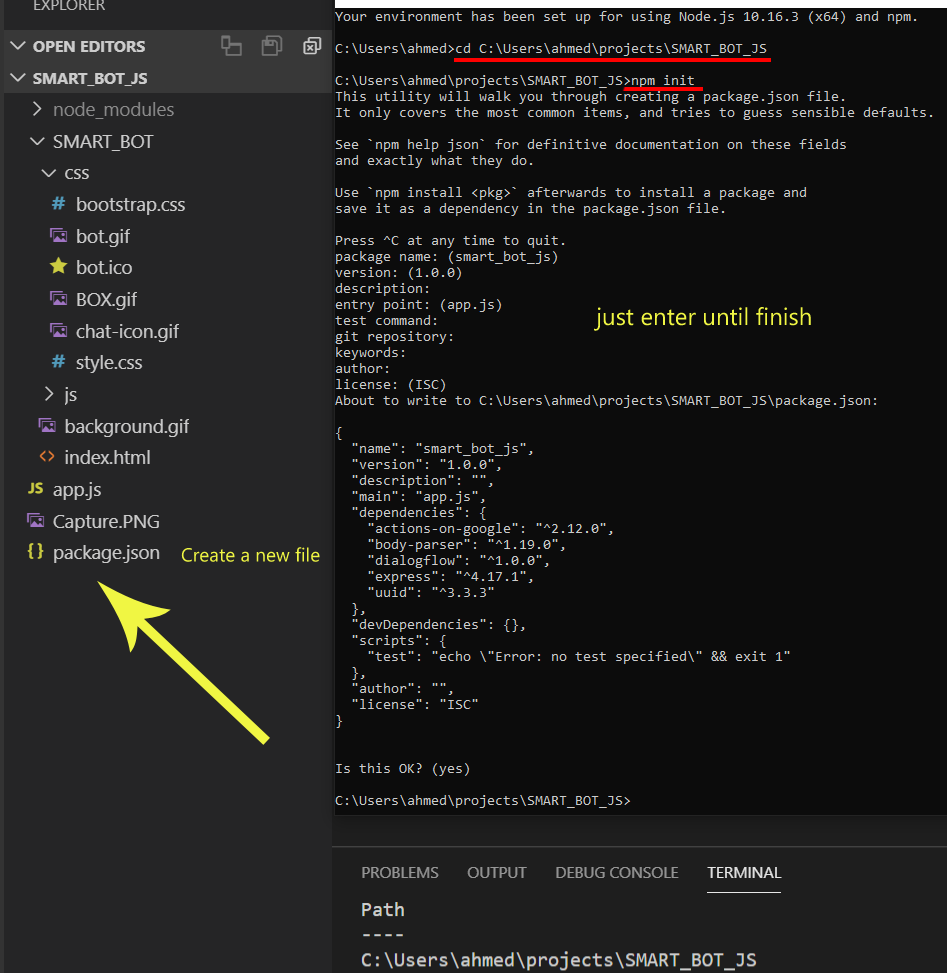 EXPLORER
OPEN EDITORS
SMART_BOT_JS
node_modules
SMART_BOT
css
# bootstrap.css
bot.gif
bot.ico
BOX.gif
chat-icon.gif
# style.css
js
background.gif
<> index.html
JS app.js
Capture.PNG
{} package.json
Create a new file
Your environment has been set up for using Node.js 10.16.3 (x64) and npm.
C:\Users\ahmed>cd C:\Users\ahmed\projects\SMART_BOT_JS
C:\Users\ahmed\projects\SMART_BOT_JS>npm init
This utility will walk you through creating a package.json file.
It only covers the most common items, and tries to guess sensible defaults.
See `npm help json` for definitive documentation on these fields
and exactly what they do.
Use `npm install <pkg>` afterwards to install a package and
save it as a dependency in the package.json file.
Press ^C at any time to quit.
package name: (smart_bot_js)
version: (1.0.0)
description:
entry point: (app.js)
test command:
git repository:
keywords:
author:
license: (ISC)
just enter until finish
About to write to C:\Users\ahmed\projects\SMART_BOT_JS\package.json:
{
"name": "smart_bot_js",
"version": "1.0.0",
"description": "",
"main": "app.js",
"dependencies": {
"actions-on-google": "^2.12.0",
"body-parser": "^1.19.0",
"dialogflow": "^1.0.0",
"express": "^4.17.1",
"uuid": "^3.3.3"
},
"devDependencies": {},
"scripts": {
"test": "echo \"Error: no test specified\" && exit 1"
},
"author": "",
"license": "ISC"
}
Is this OK? (yes)
C:\Users\ahmed\projects\SMART_BOT_JS>
PROBLEMS OUTPUT DEBUG CONSOLE TERMINAL
Path
----
C:\Users\ahmed\projects\SMART_BOT_JS